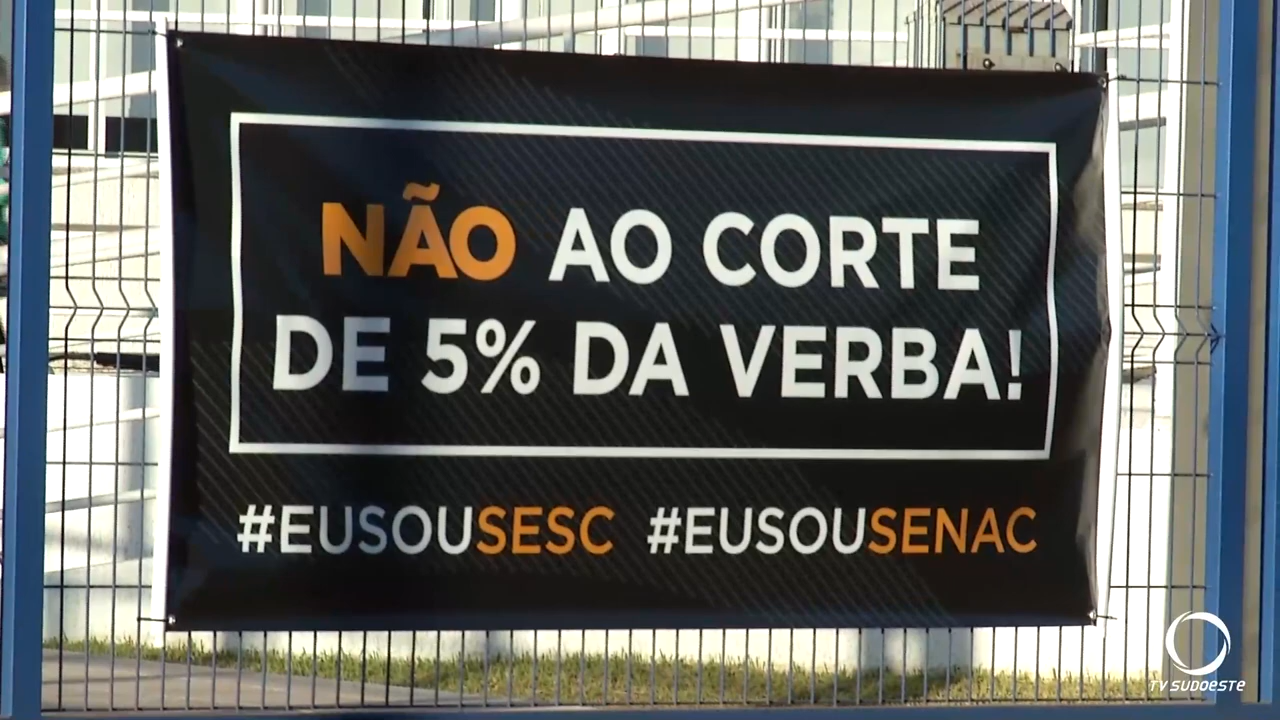 NÃO AO CORTE
DE 5% DA VERBA!
#EUSOUSESC #EUSOUSENAC
TV SUDOESTE